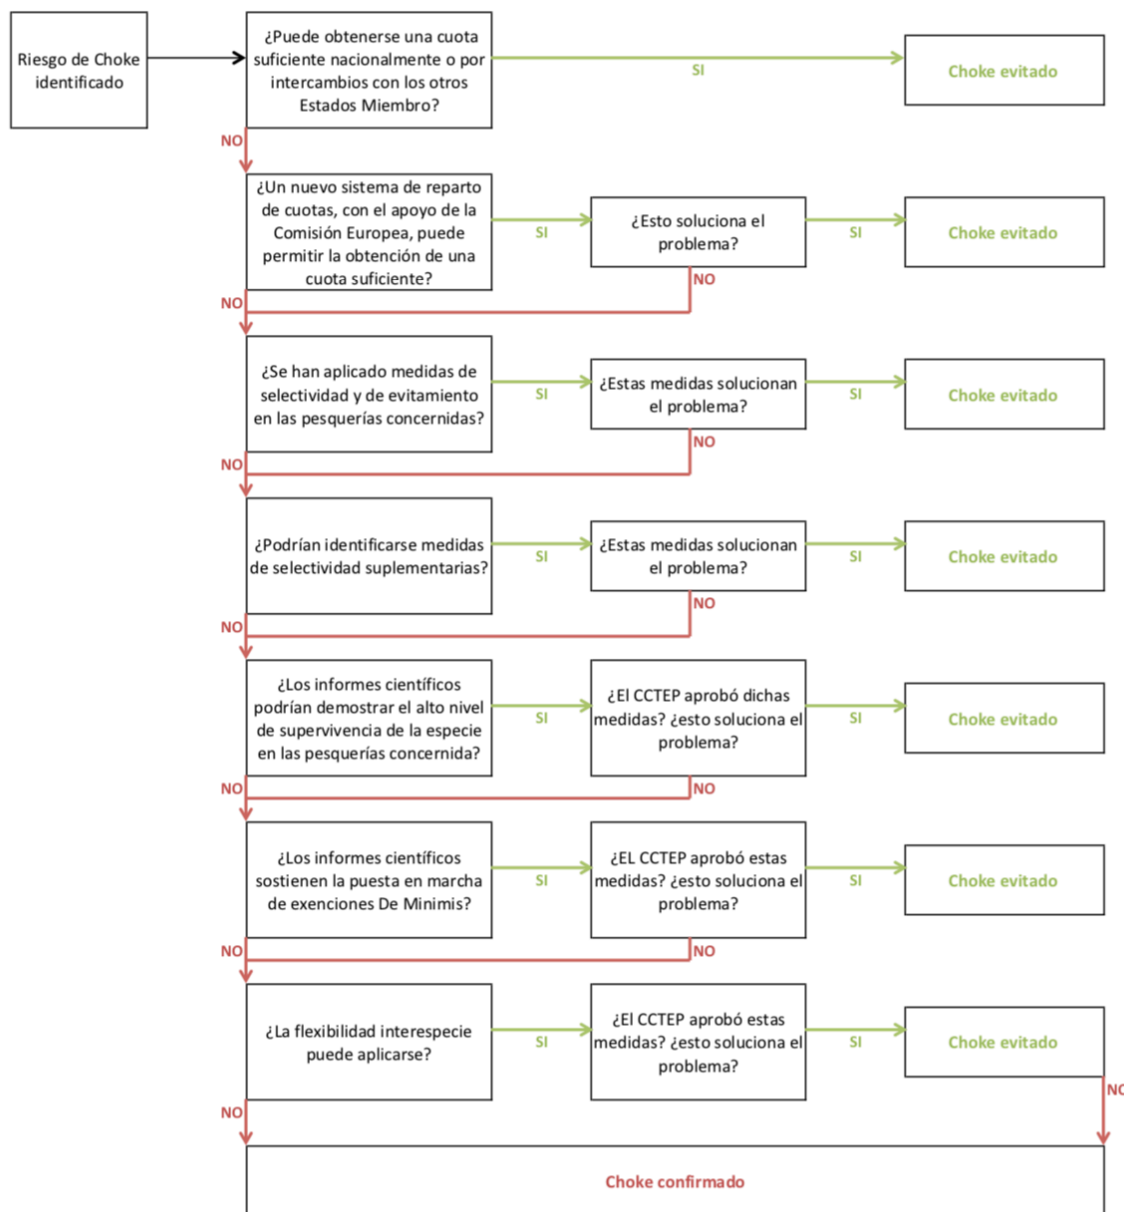 Riesgo de Choke
identificado
¿Puede obtenerse una cuota
suficiente nacionalmente o por
intercambios con los otros
Estados Miembro?
SI
Choke evitado
NO
¿Un nuevo sistema de reparto
de cuotas, con el apoyo de la
Comisión Europea, puede
permitir la obtención de una
cuota suficiente?
SI
¿Esto soluciona el
problema?
SI
Choke evitado
NO
NO
¿Se han aplicado medidas de
selectividad y de evitamiento
en las pesquerías concernidas?
SI
¿Estas medidas solucionan
el problema?
SI
Choke evitado
NO
NO
¿Podrían identificarse medidas
de selectividad suplementarias?
SI
¿Estas medidas solucionan
el problema?
SI
Choke evitado
NO
NO
¿Los informes científicos
podrían demostrar el alto nivel
de supervivencia de la especie
en las pesquerías concernida?
SI
¿El CCTEP aprobó dichas
medidas? ¿esto soluciona el
problema?
SI
Choke evitado
NO
NO
¿Los informes científicos
sostienen la puesta en marcha
de exenciones De Minimis?
SI
¿EL CCTEP aprobó estas
medidas? ¿esto soluciona el
problema?
SI
Choke evitado
NO
NO
¿La flexibilidad interespecie
puede aplicarse?
SI
¿El CCTEP aprobó estas
medidas? ¿esto soluciona el
problema?
SI
Choke evitado
NO
NO
Choke confirmado